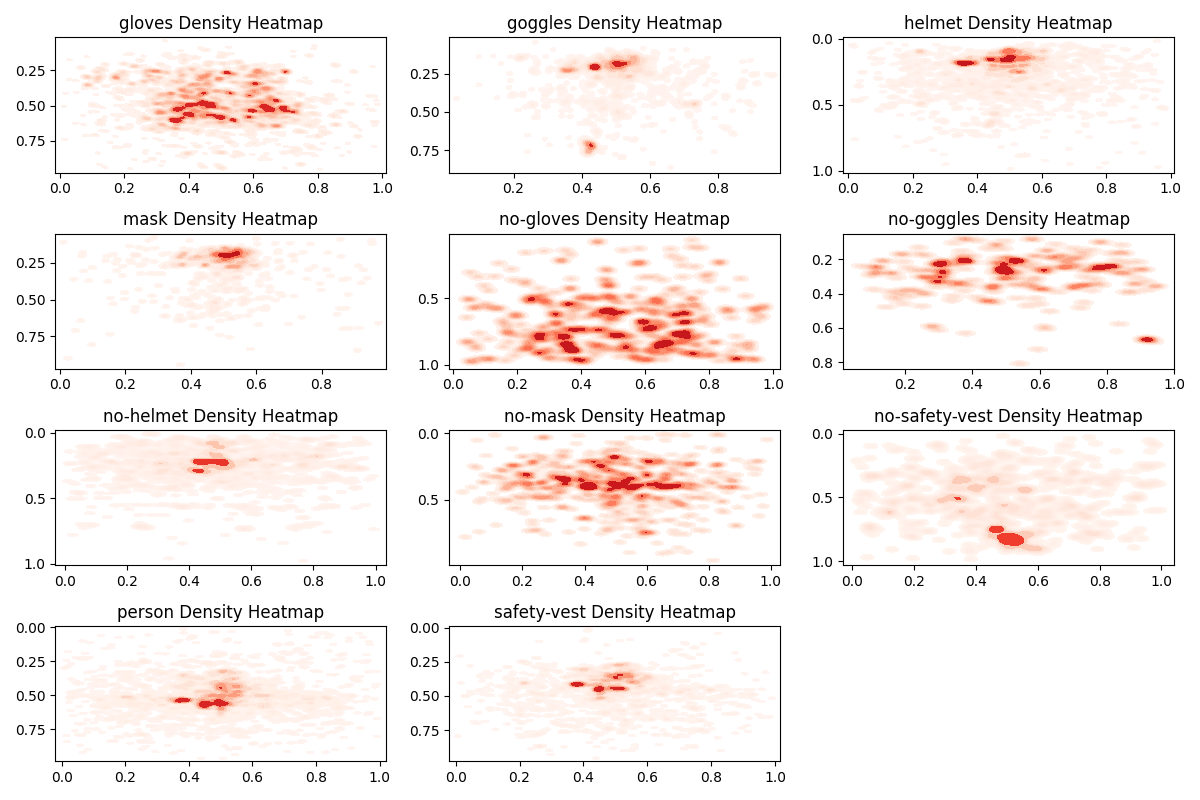 gloves Density Heatmap
0.25
0.50
0.75
0.0 0.2 0.4 0.6 0.8 1.0
goggles Density Heatmap
0.25
0.50
0.75
0.2 0.4 0.6 0.8
helmet Density Heatmap
0.0
0.5
1.0
0.0 0.2 0.4 0.6 0.8 1.0
mask Density Heatmap
0.25
0.50
0.75
0.0 0.2 0.4 0.6 0.8
no-gloves Density Heatmap
0.5
1.0
0.0 0.2 0.4 0.6 0.8 1.0
no-goggles Density Heatmap
0.2
0.4
0.6
0.8
0.2 0.4 0.6 0.8 1.0
no-helmet Density Heatmap
0.0
0.5
1.0
0.0 0.2 0.4 0.6 0.8 1.0
no-mask Density Heatmap
0.0
0.5
0.0 0.2 0.4 0.6 0.8 1.0
no-safety-vest Density Heatmap
0.0
0.5
1.0
0.0 0.2 0.4 0.6 0.8 1.0
person Density Heatmap
0.00
0.25
0.50
0.75
0.0 0.2 0.4 0.6 0.8 1.0
safety-vest Density Heatmap
0.00
0.25
0.50
0.75
0.0 0.2 0.4 0.6 0.8 1.0